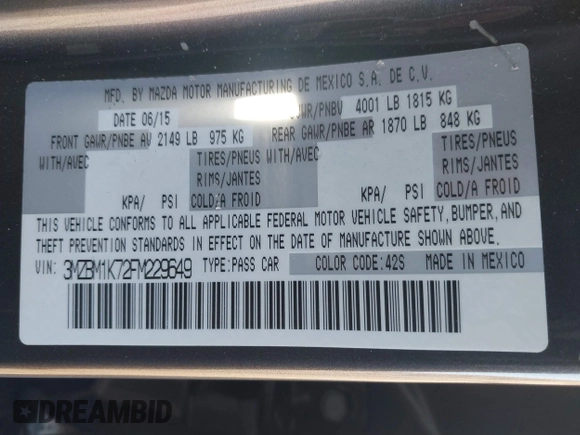 MFD. BY MAZDA MOTOR MANUFACTURING DE MEXICO S.A. DE C.V.
DATE 06/15 GVWR/PNBV 4001 LB 1815 KG
FRONT GAWR/PNBE AV 2149 LB 975 KG REAR GAWR/PNBE AR 1870 LB 848 KG
WITH/AVEC TIRES/PNEUS WITH/AVEC TIRES/PNEUS
RIMS/JANTES RIMS/JANTES
KPA/ PSI COLD/A FROID KPA/ PSI COLD/A FROID
THIS VEHICLE CONFORMS TO ALL APPLICABLE FEDERAL MOTOR VEHICLE SAFETY, BUMPER, AND
THEFT PREVENTION STANDARDS IN EFFECT ON THE DATE OF MANUFACTURE SHOWN ABOVE.
VIN: 3MZBM1K72FM229649 TYPE:PASS CAR COLOR CODE:42S MADE IN MEXICO
DREAMBID